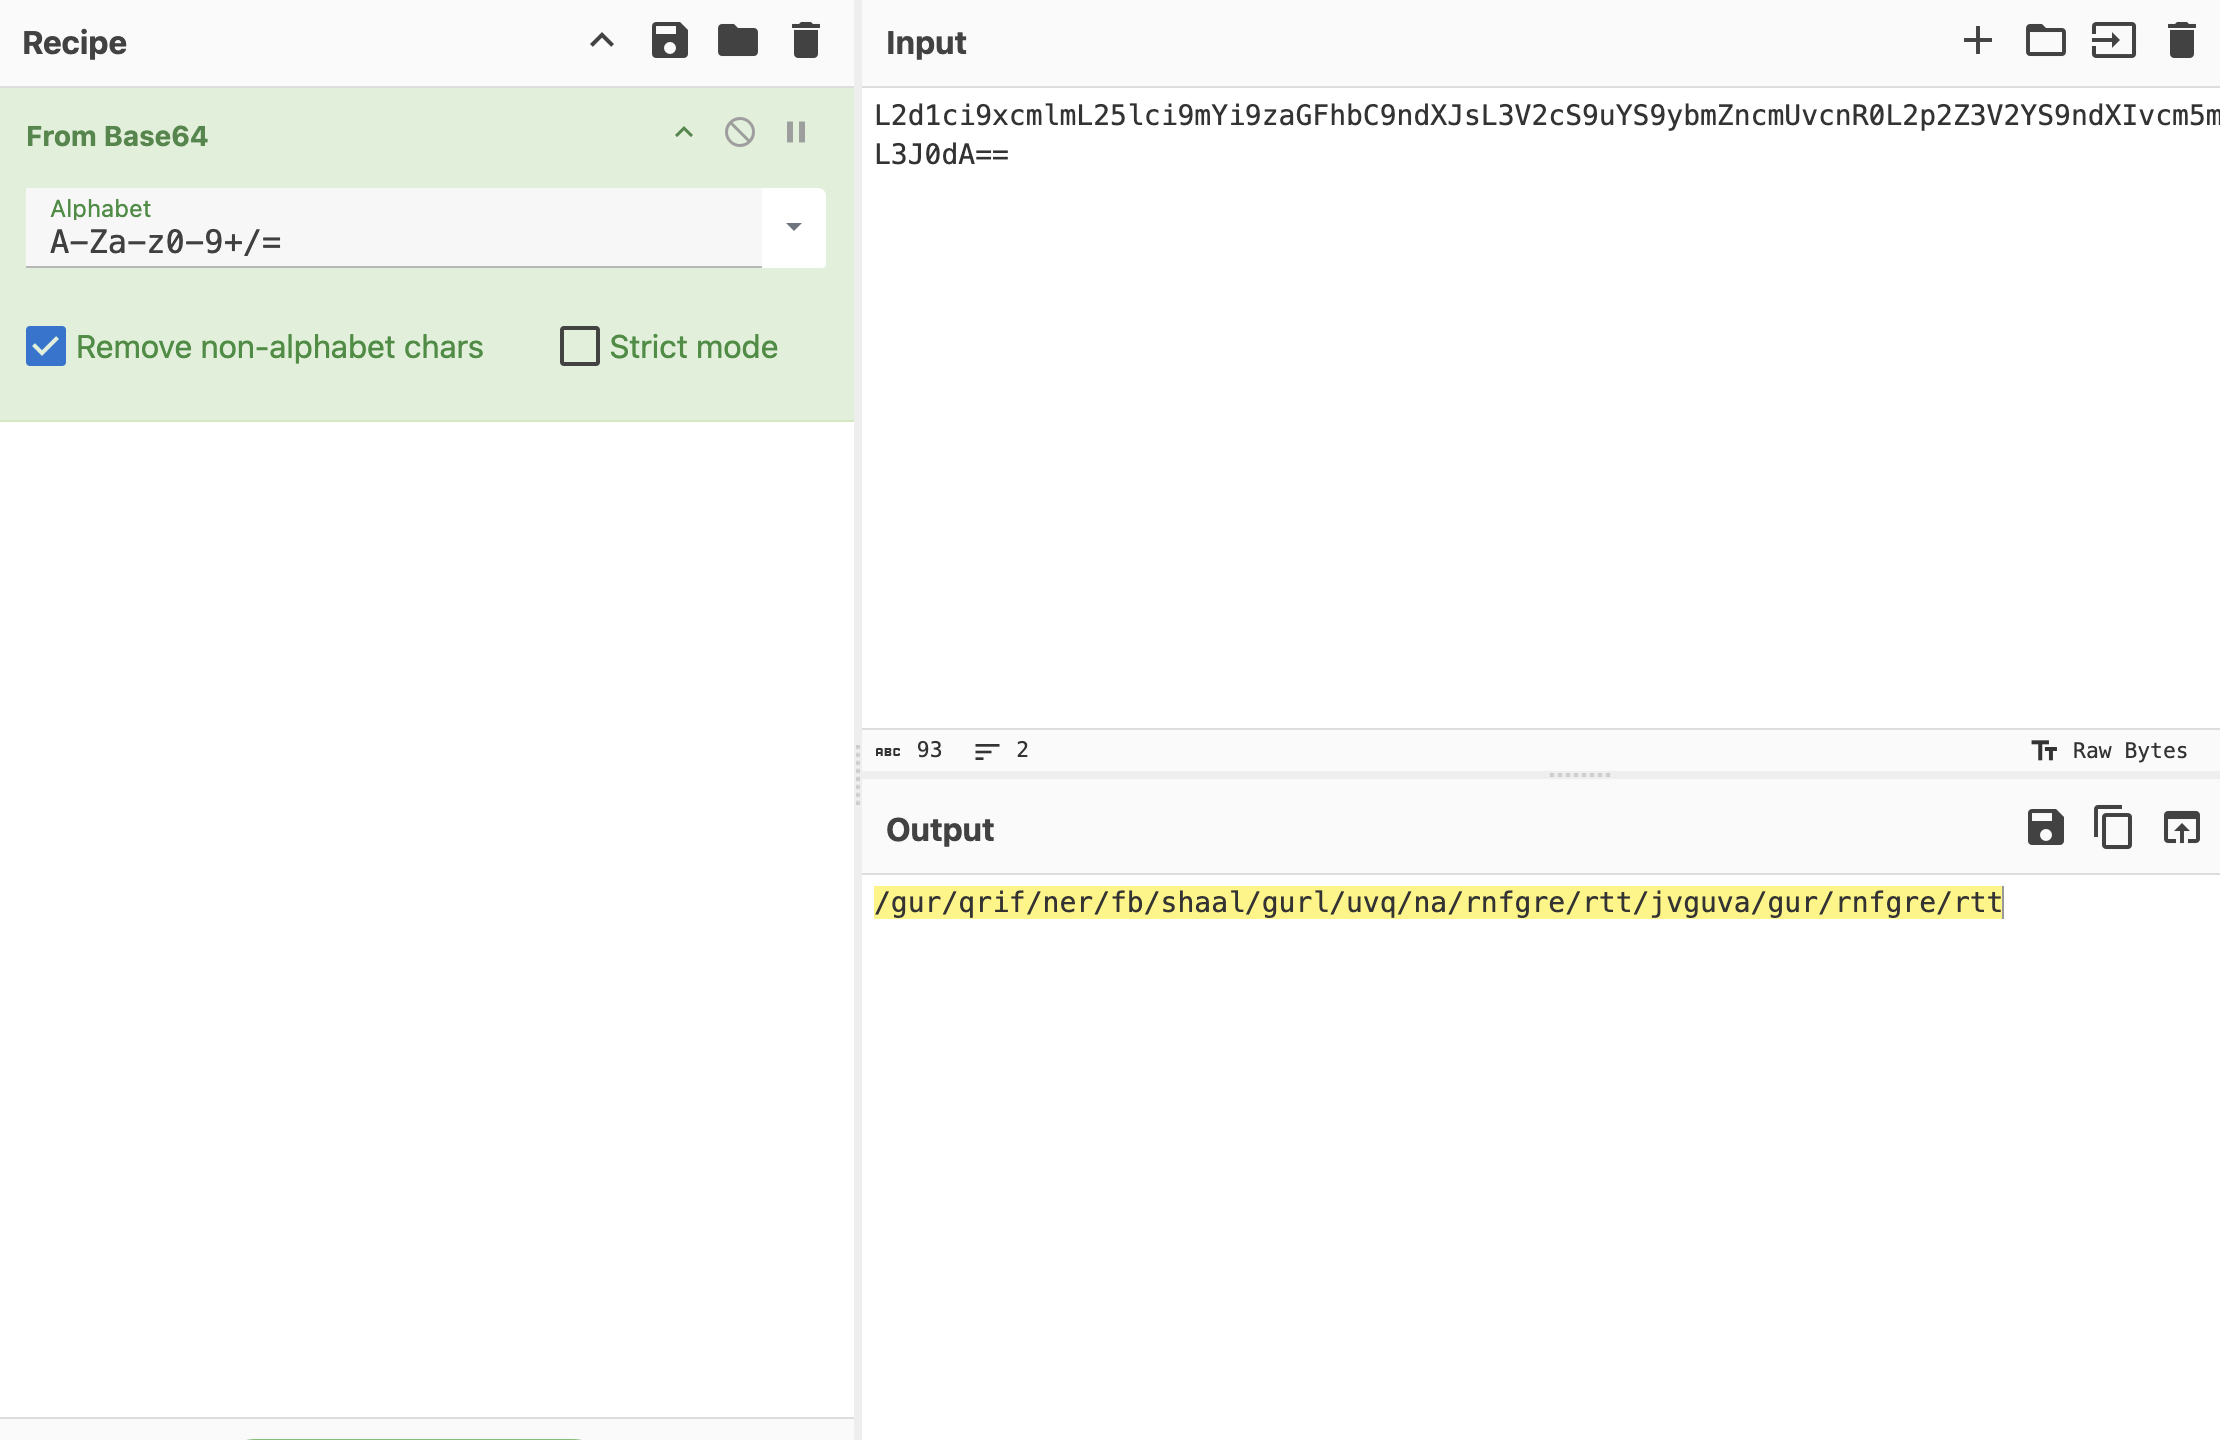 Recipe
From Base64
Alphabet
A-Za-z0-9+/=
Remove non-alphabet chars
Strict mode
Input
L2d1ci9xcmlmL25lci9mYi9zaGFhbC9ndXJsL3V2cS9uYS9ybmZncmUvcnR0L2p2Z3V2YS9ndXIvcm5m
L3J0dA==
ABC 93 2
Tt Raw Bytes
Output
/gur/qrif/ner/fb/shaal/gurl/uvq/na/rnfgre/rtt/jvguva/gur/rnfgre/rtt